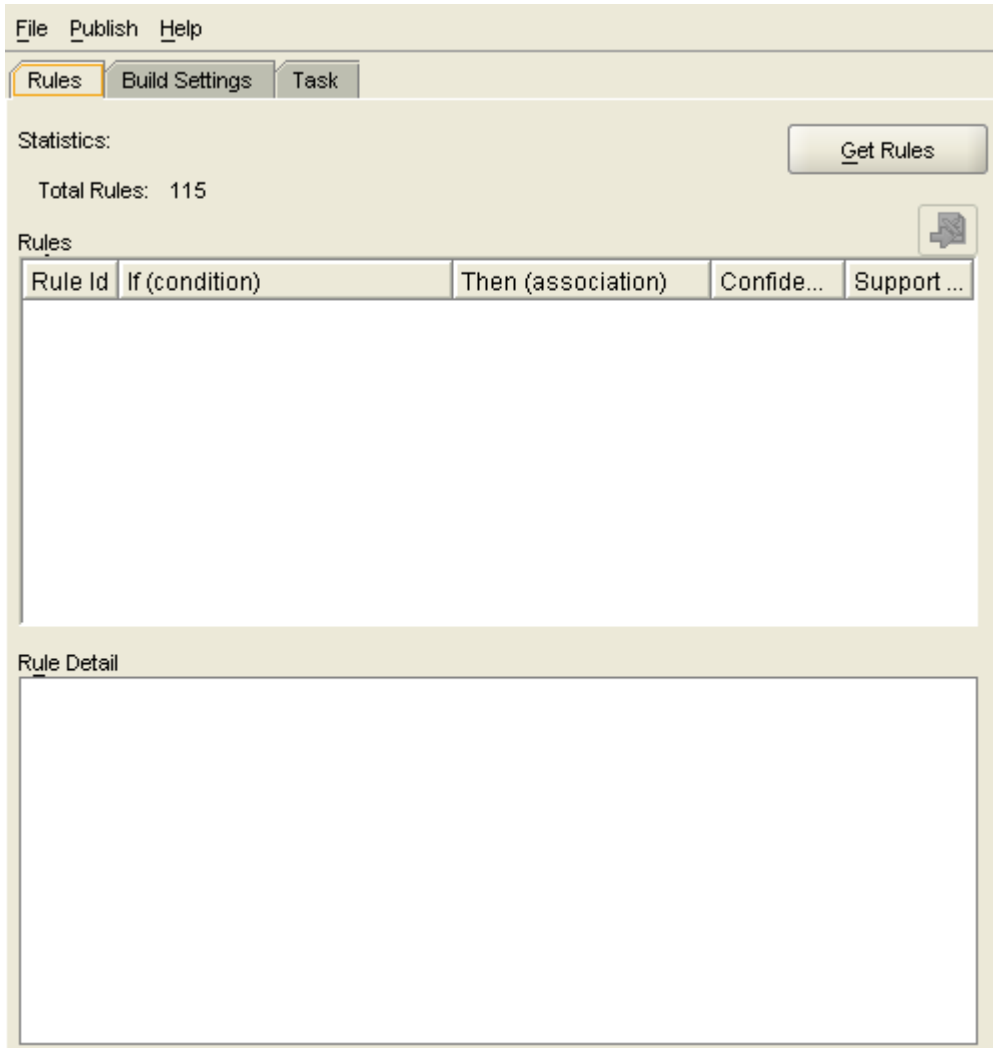 File Publish Help
Rules Build Settings Task
Statistics:
Get Rules
Total Rules: 115
Rules
Rule Id If (condition) Then (association) Confide... Support ...
Rule Detail